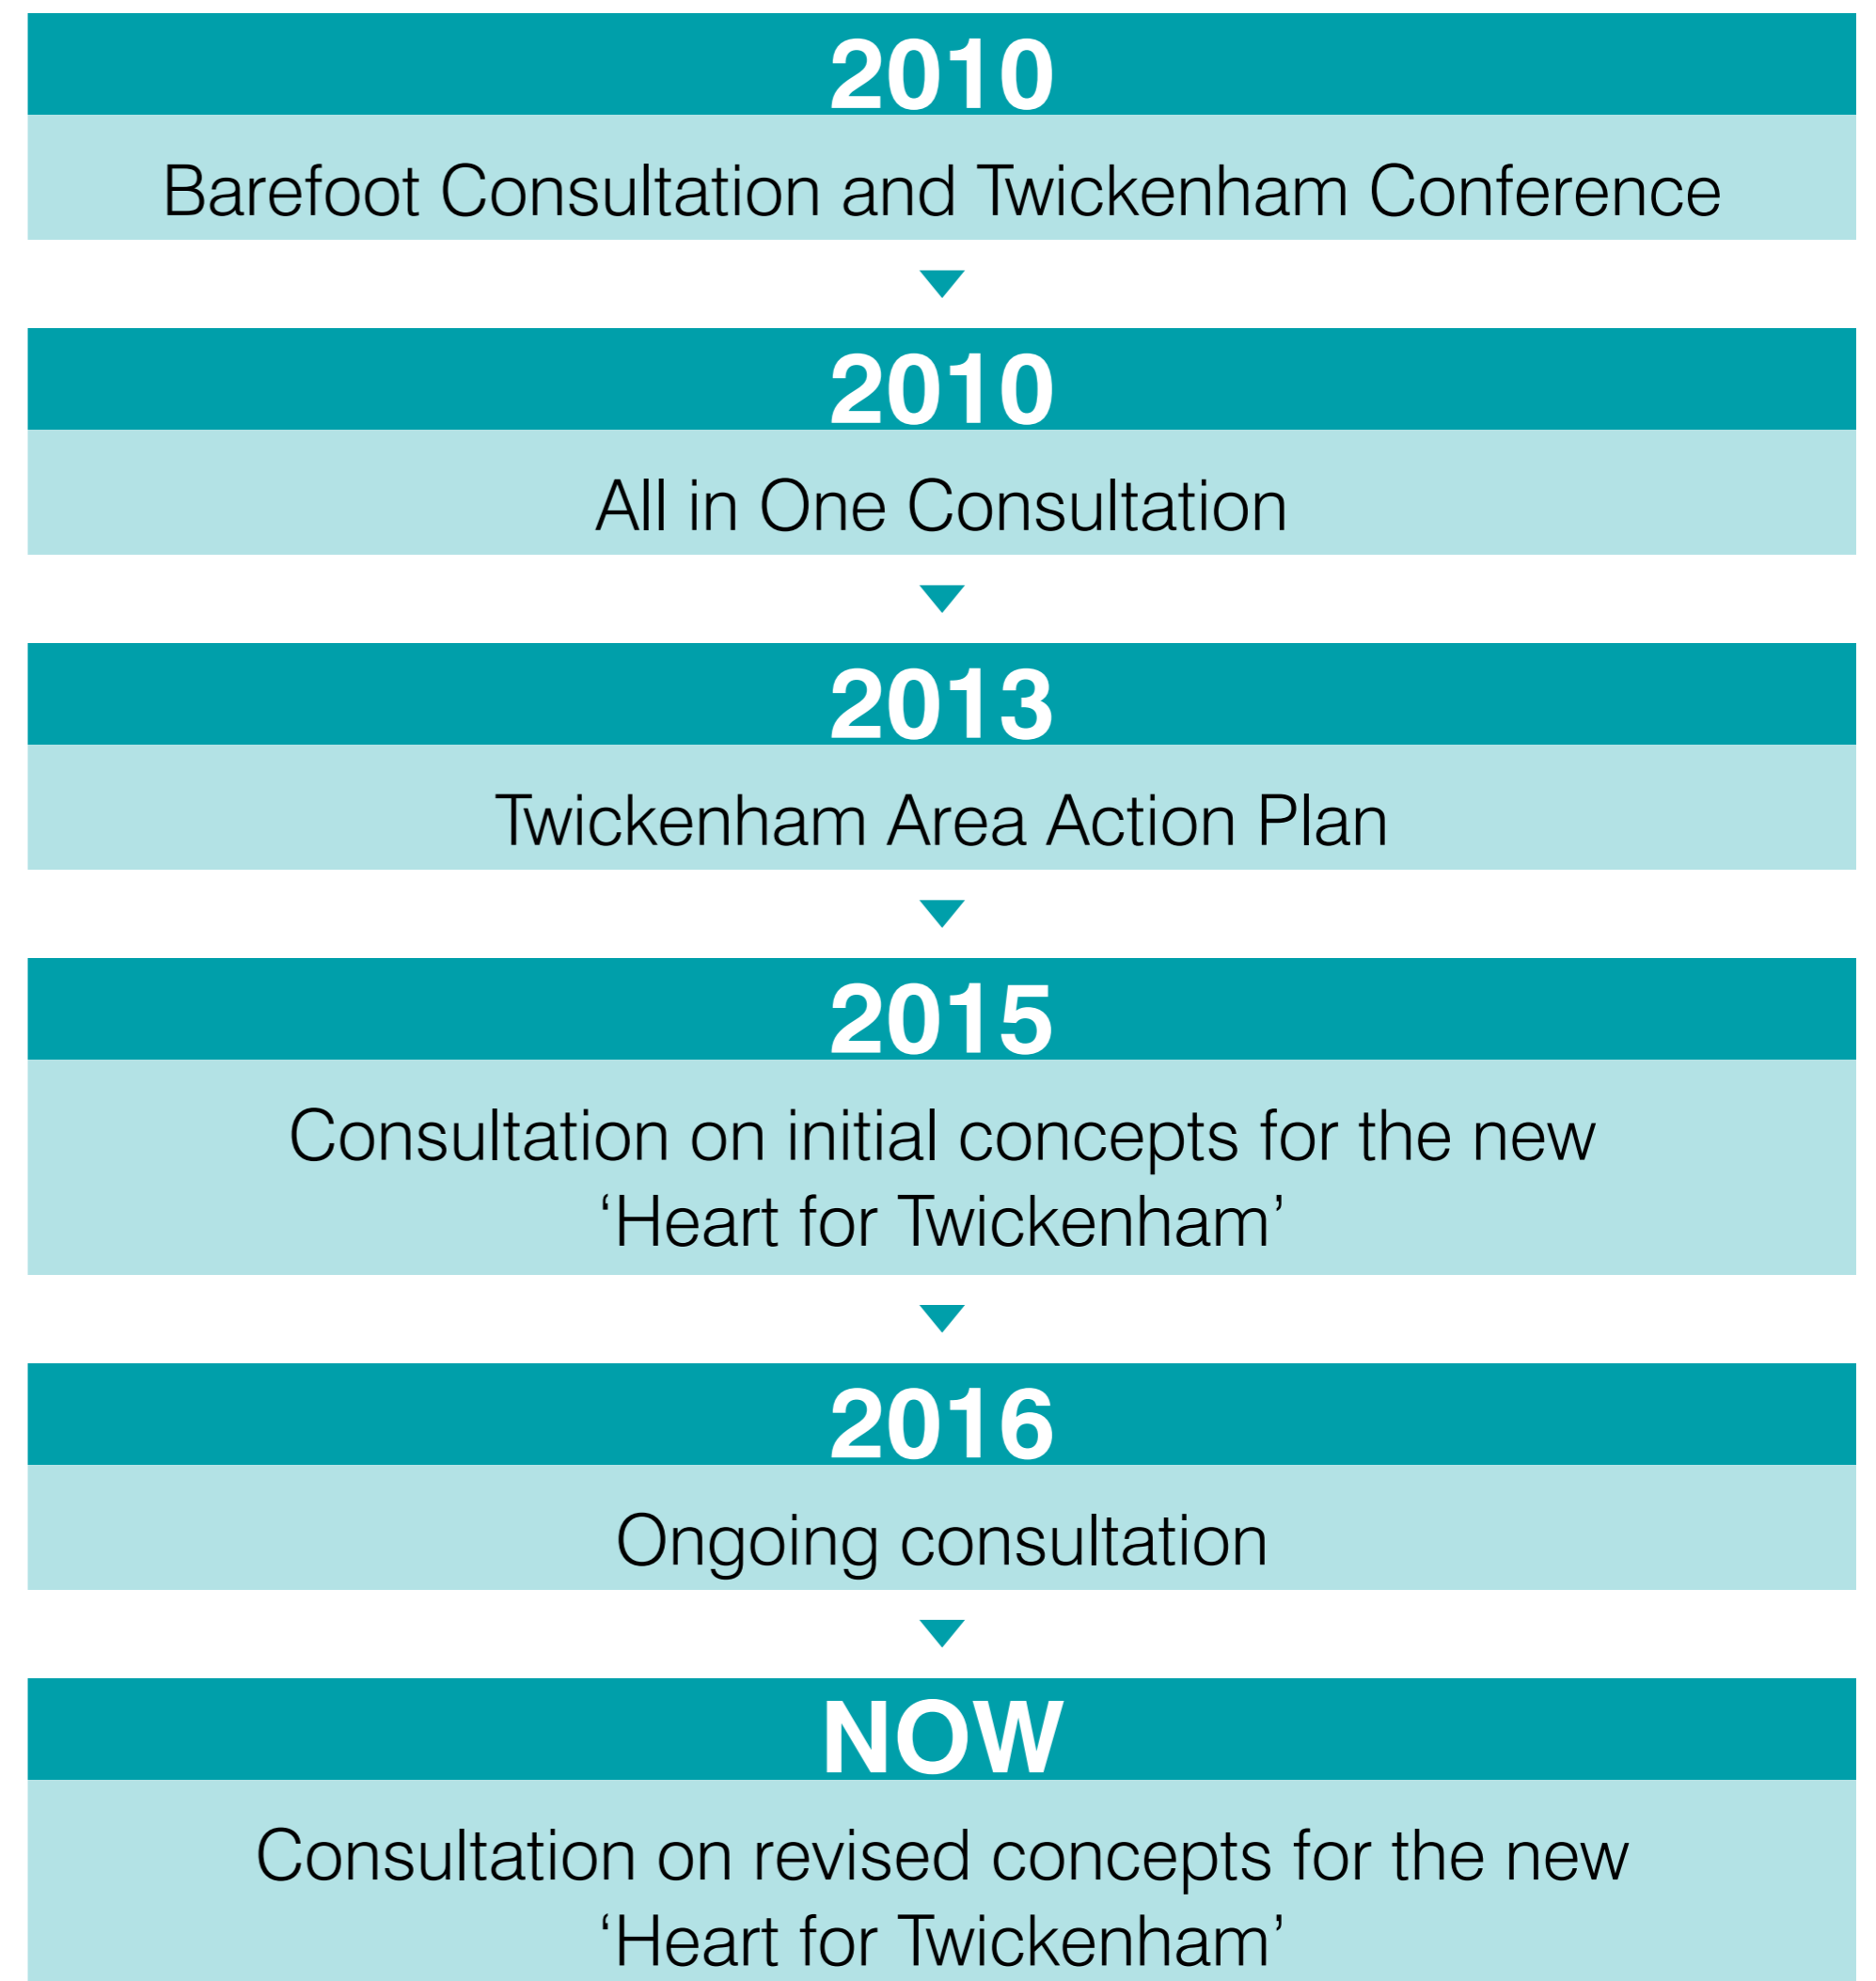 2010
Barefoot Consultation and Twickenham Conference
2010
All in One Consultation
2013
Twickenham Area Action Plan
2015
Consultation on initial concepts for the new
‘Heart for Twickenham’
2016
Ongoing consultation
NOW
Consultation on revised concepts for the new
‘Heart for Twickenham’